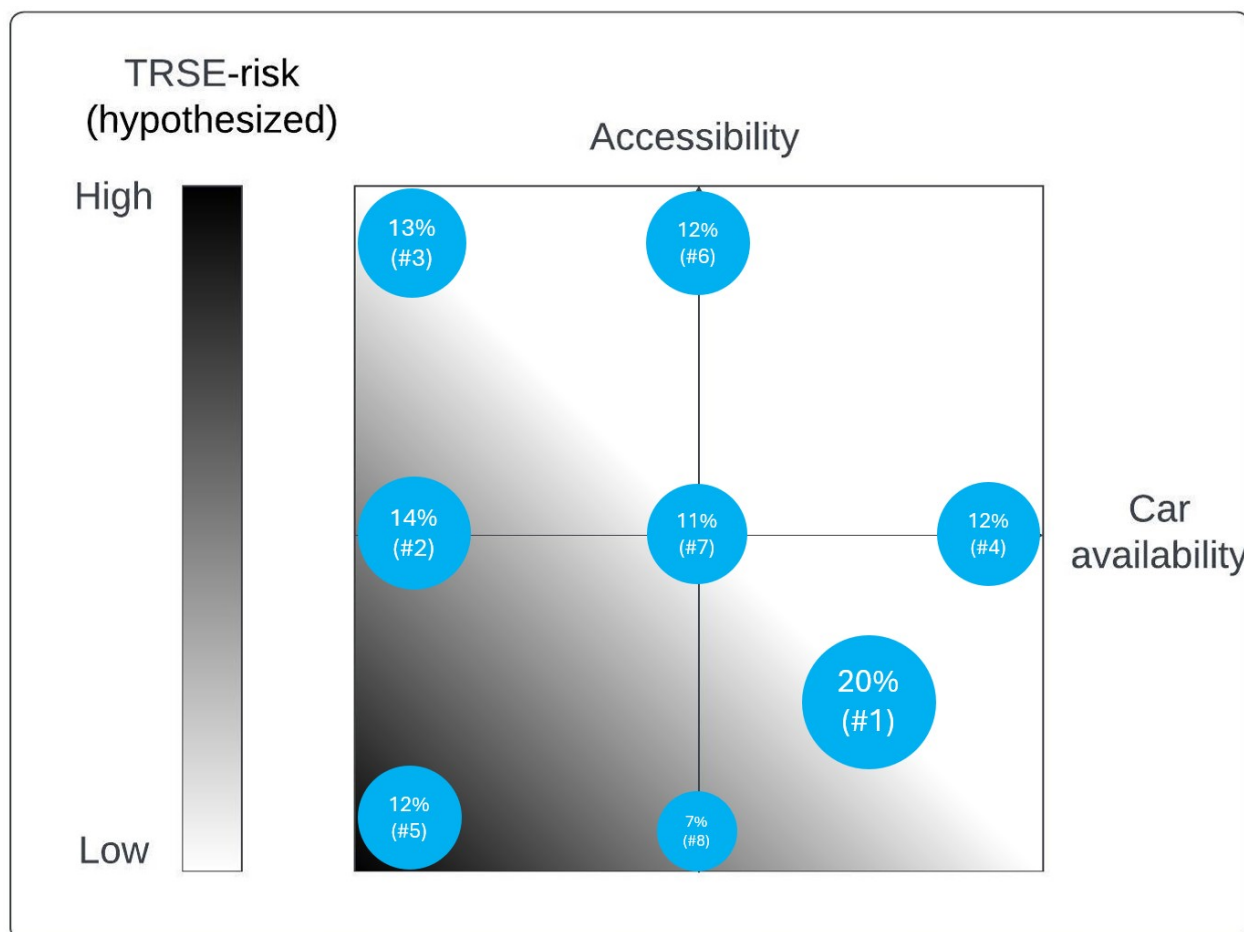 TRSE-risk
(hypothesized)
High
Low
Accessibility
13%
(#3)
12%
(#6)
14%
(#2)
11%
(#7)
12%
(#4)
Car
availability
20%
(#1)
12%
(#5)
7%
(#8)